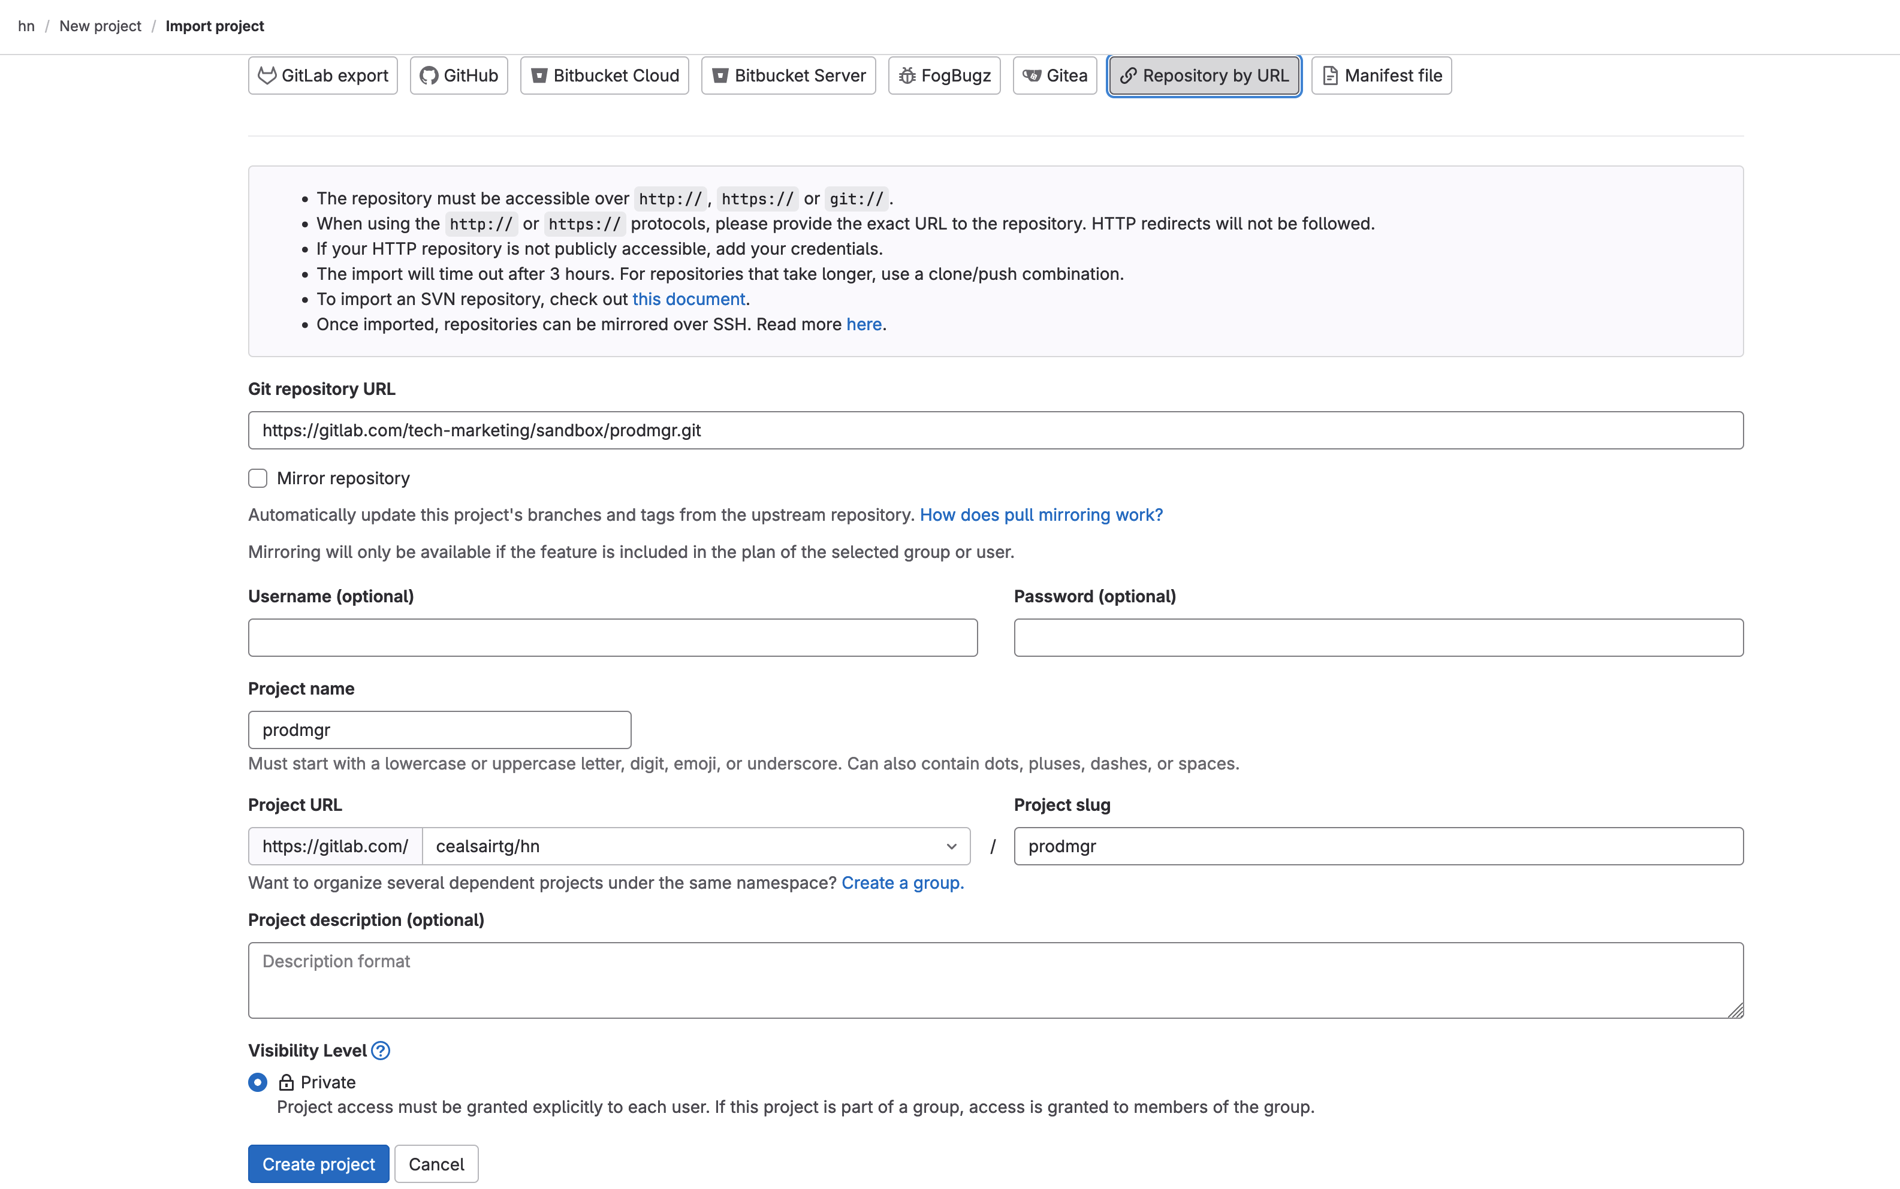 hn / New project / Import project
GitLab export GitHub Bitbucket Cloud Bitbucket Server FogBugz Gitea Repository by URL Manifest file
• The repository must be accessible over http://, https:// or git://.
• When using the http:// or https:// protocols, please provide the exact URL to the repository. HTTP redirects will not be followed.
• If your HTTP repository is not publicly accessible, add your credentials.
• The import will time out after 3 hours. For repositories that take longer, use a clone/push combination.
• To import an SVN repository, check out this document.
• Once imported, repositories can be mirrored over SSH. Read more here.
Git repository URL
https://gitlab.com/tech-marketing/sandbox/prodmgr.git
Mirror repository
Automatically update this project's branches and tags from the upstream repository. How does pull mirroring work?
Mirroring will only be available if the feature is included in the plan of the selected group or user.
Username (optional) Password (optional)
Project name
prodmgr
Must start with a lowercase or uppercase letter, digit, emoji, or underscore. Can also contain dots, pluses, dashes, or spaces.
Project URL Project slug
https://gitlab.com/ cealsairtg/hn / prodmgr
Want to organize several dependent projects under the same namespace? Create a group.
Project description (optional)
Description format
Visibility Level ?
Private
Project access must be granted explicitly to each user. If this project is part of a group, access is granted to members of the group.
Create project Cancel